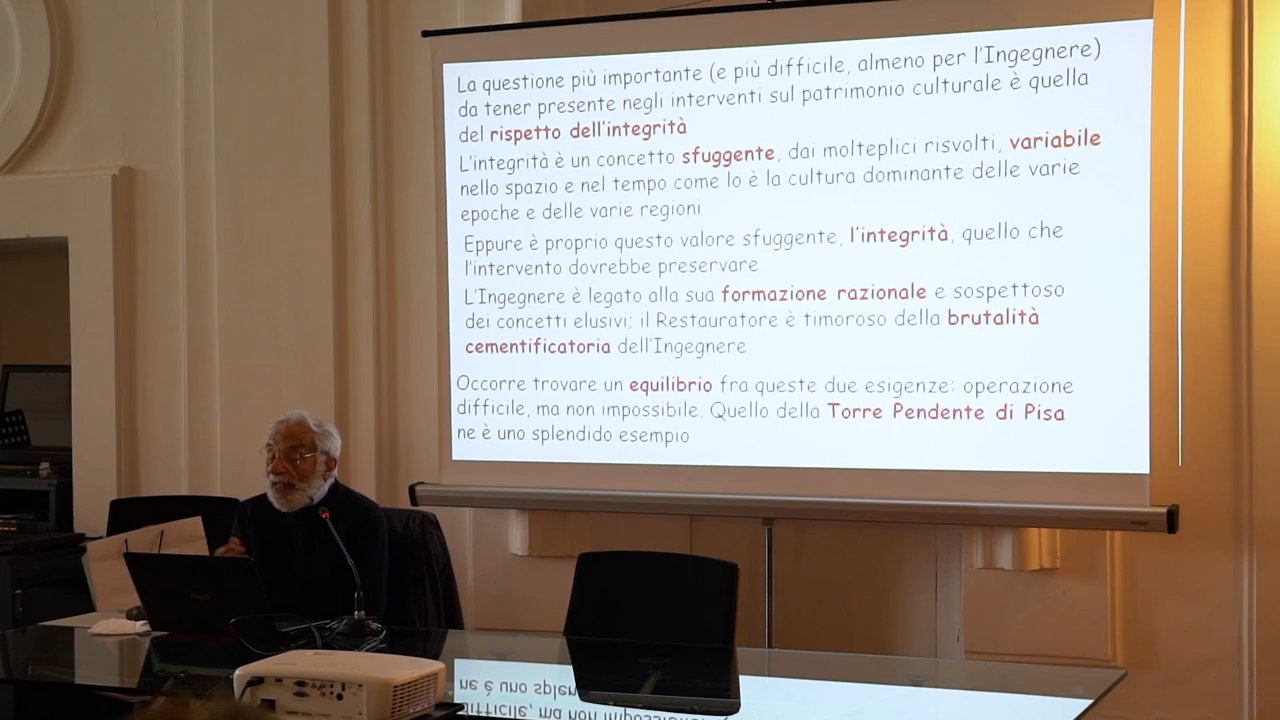 La questione più importante (e più difficile, almeno per l'Ingegnere)
da tener presente negli interventi sul patrimonio culturale è quella
del rispetto dell'integrità
L'integrità è un concetto sfuggente, dai molteplici risvolti, variabile
nello spazio e nel tempo come lo è la cultura dominante delle varie
epoche e delle varie regioni
Eppure è proprio questo valore sfuggente, l'integrità, quello che
l'intervento dovrebbe preservare
L'Ingegnere è legato alla sua formazione razionale e sospettoso
dei concetti elusivi; il Restauratore è timoroso della brutalità
cementificatoria dell'Ingegnere
Occorre trovare un equilibrio fra queste due esigenze: operazione
difficile, ma non impossibile. Quello della Torre Pendente di Pisa
ne è uno splendido esempio